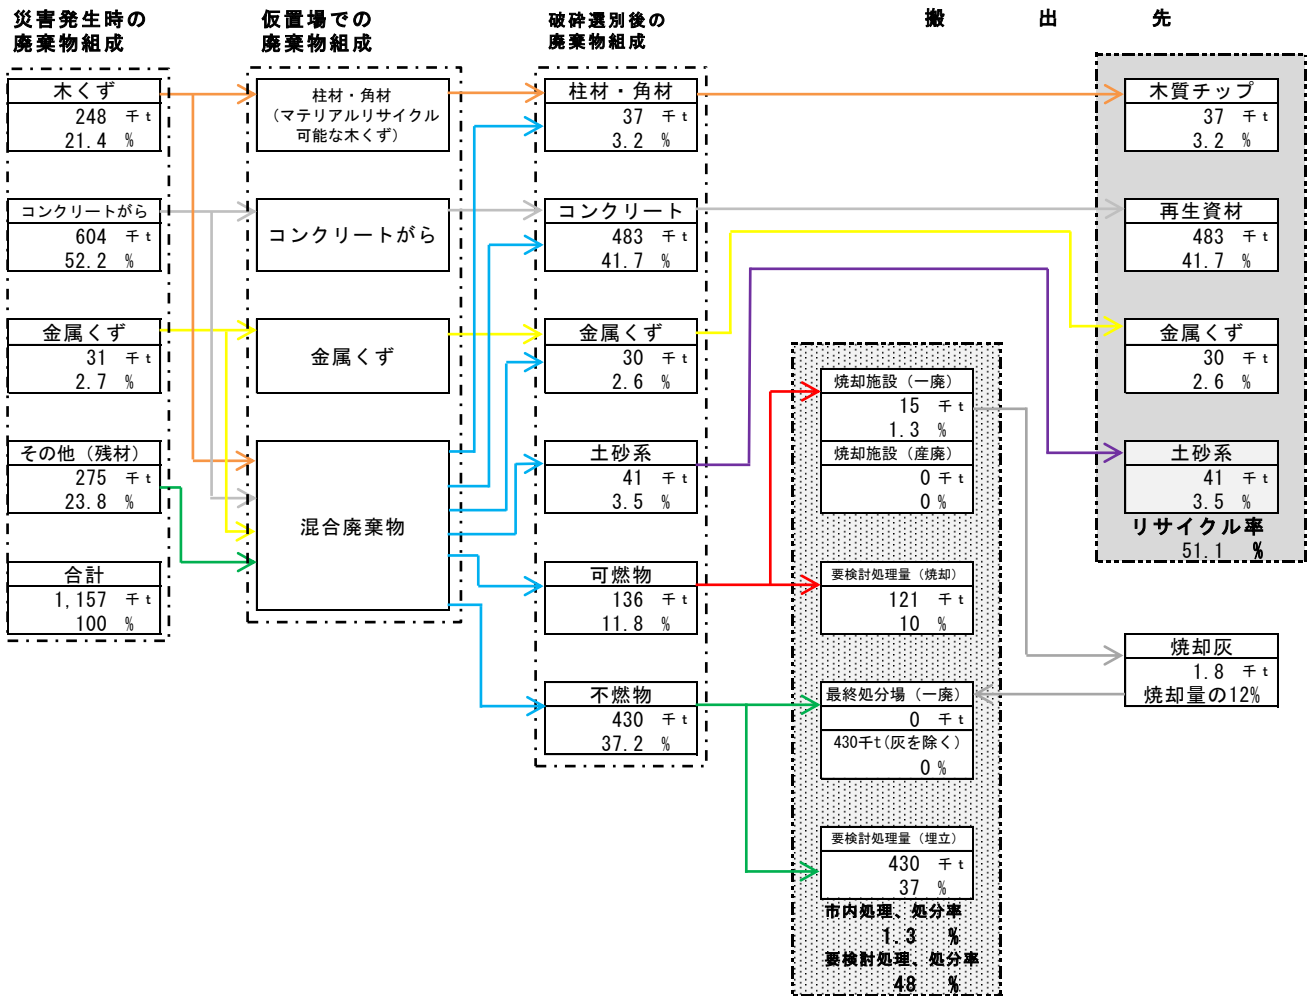 災害発生時の
廃棄物組成
木くず
248 千t
21.4 %
コンクリートがら
604 千t
52.2 %
金属くず
31 千t
2.7 %
その他（残材）
275 千t
23.8 %
合計
1,157 千t
100 %
仮置場での
廃棄物組成
柱材・角材
（マテリアルリサイクル
可能な木くず）
コンクリートがら
金属くず
混合廃棄物
破砕選別後の
廃棄物組成
柱材・角材
37 千t
3.2 %
コンクリート
483 千t
41.7 %
金属くず
30 千t
2.6 %
土砂系
41 千t
3.5 %
可燃物
136 千t
11.8 %
不燃物
430 千t
37.2 %
搬出先
焼却施設（一廃）
15 千t
1.3 %
焼却施設（産廃）
0 千t
0 %
要検討処理量（焼却）
121 千t
10 %
最終処分場（一廃）
0 千t
430千t(灰を除く)
0 %
要検討処理量（埋立）
430 千t
37 %
市内処理、処分率
1.3 %
要検討処理、処分率
48 %
木質チップ
37 千t
3.2 %
再生資材
483 千t
41.7 %
金属くず
30 千t
2.6 %
土砂系
41 千t
3.5 %
リサイクル率
51.1 %
焼却灰
1.8 千t
焼却量の12%